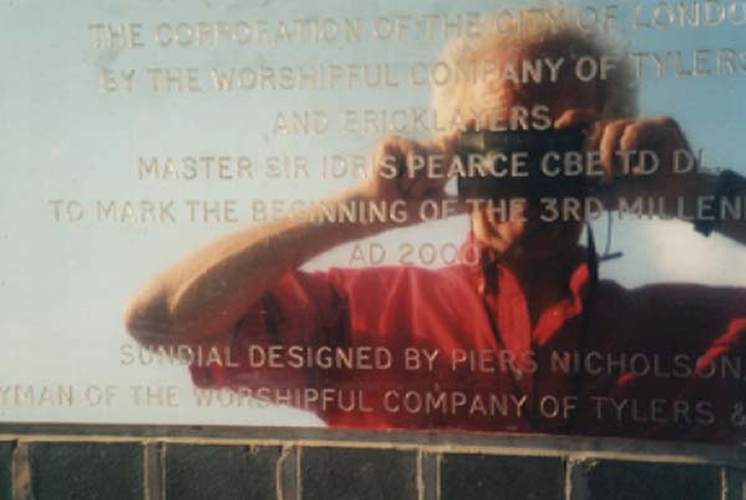 THE CORPORATION OF THE CITY OF LONDO
BY THE WORSHIPFUL COMPANY OF TYLERS
AND BRICKLAYERS
MASTER SIR IDRIS PEARCE CBE TD DL.
TO MARK THE BEGINNING OF THE 3RD MILLEN
AD 2000
SUNDIAL DESIGNED BY PIERS NICHOLSON
YMAN OF THE WORSHIPFUL COMPANY OF TYLERS &